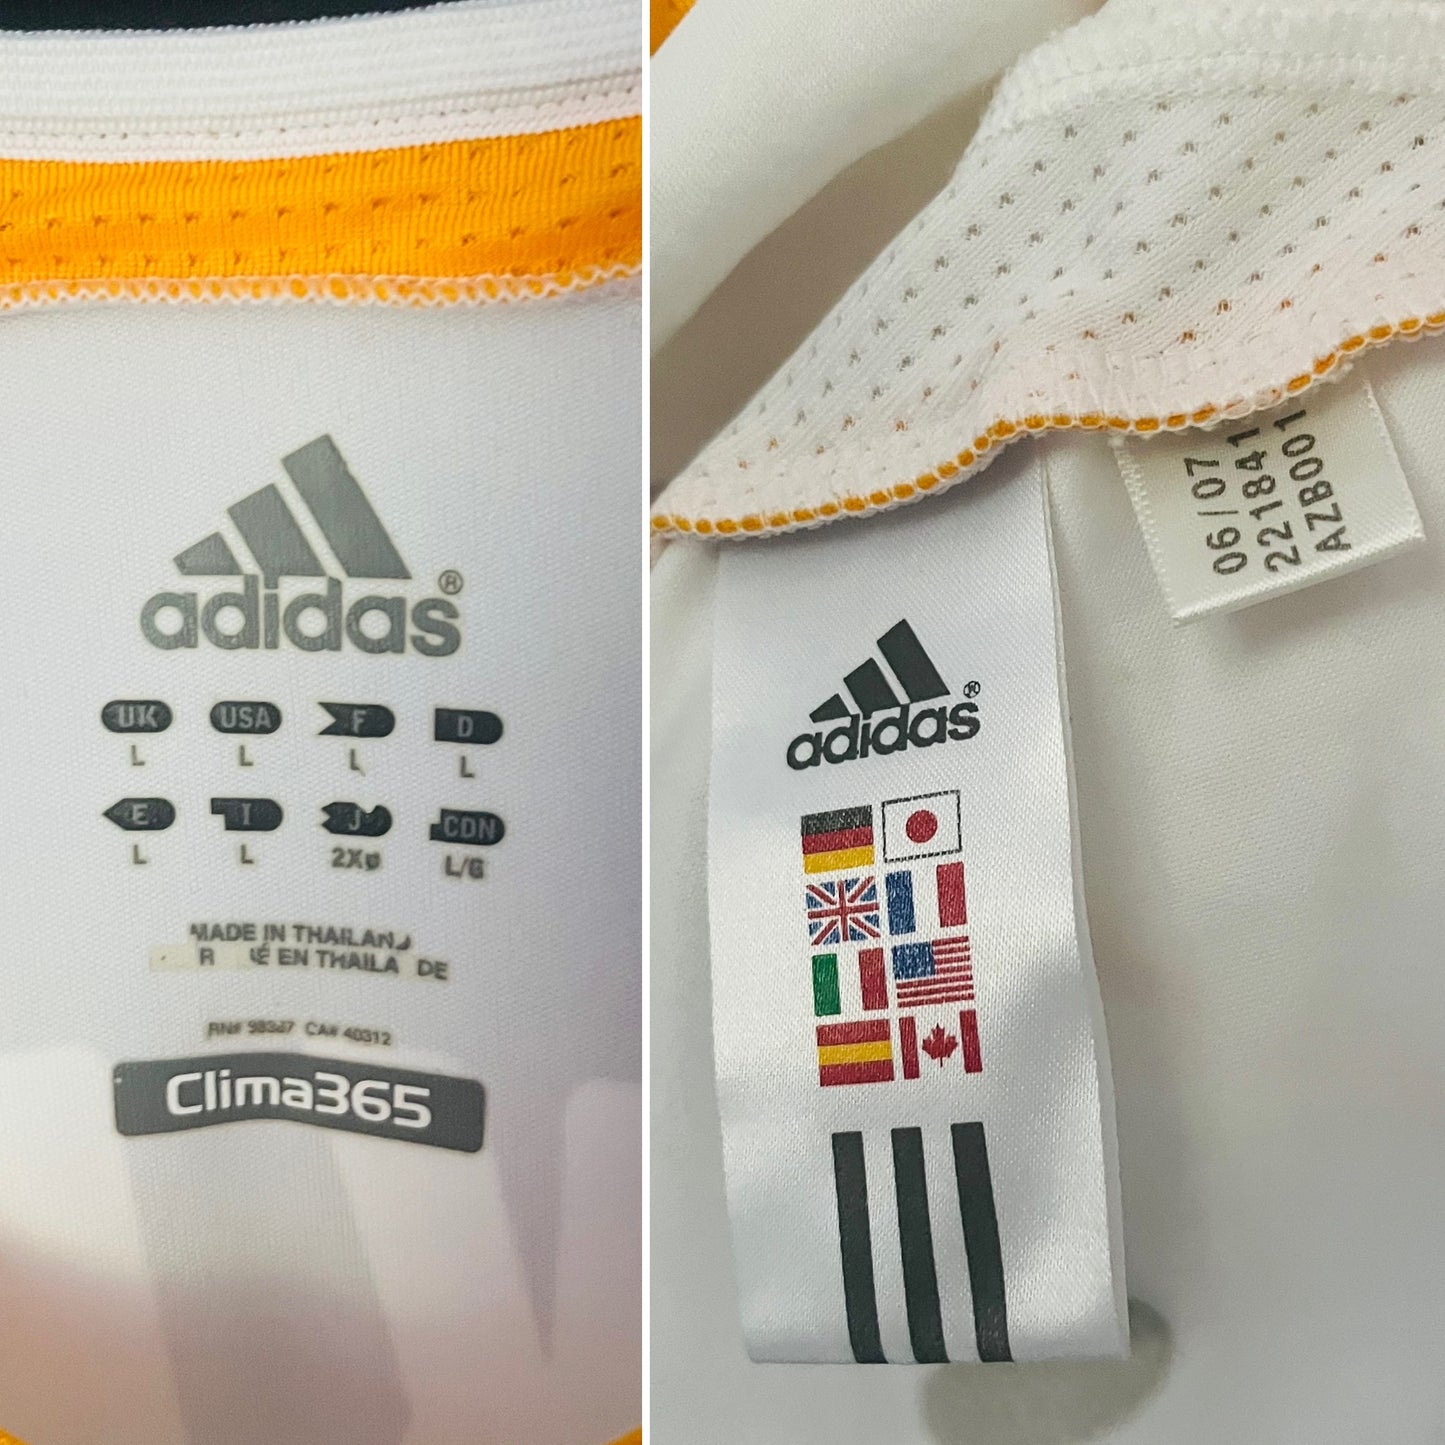 adidas®
UK USA F D
L L L L
E I J CDN
L L 2XO L/G
MADE IN THAILAND
EN THAILA DE
RN# 98387 CA# 40312
Clima365
06/07
221841
AZB001
adidas®